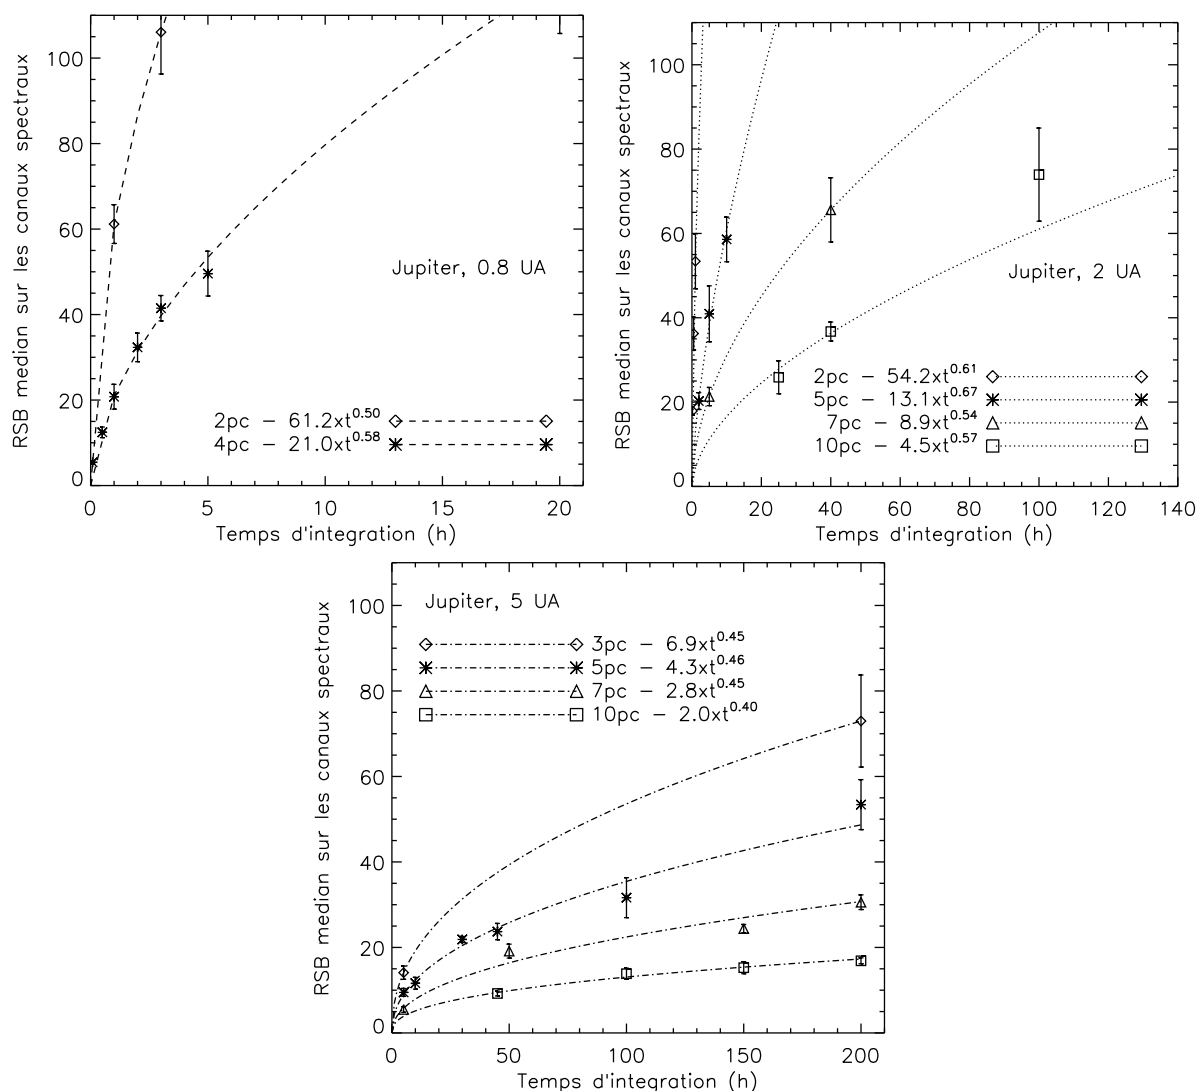 RSB median sur les canaux spectraux
100
80
60
40
20
0
Jupiter, 0.8 UA
2pc - 61.2xt^0.50
4pc - 21.0xt^0.58
0 5 10 15 20
Temps d'integration (h)
RSB median sur les canaux spectraux
100
80
60
40
20
0
Jupiter, 2 UA
2pc - 54.2xt^0.61
5pc - 13.1xt^0.67
7pc - 8.9xt^0.54
10pc - 4.5xt^0.57
0 20 40 60 80 100 120 140
Temps d'integration (h)
RSB median sur les canaux spectraux
100
80
60
40
20
0
Jupiter, 5 UA
3pc - 6.9xt^0.45
5pc - 4.3xt^0.46
7pc - 2.8xt^0.45
10pc - 2.0xt^0.40
0 50 100 150 200
Temps d'integration (h)